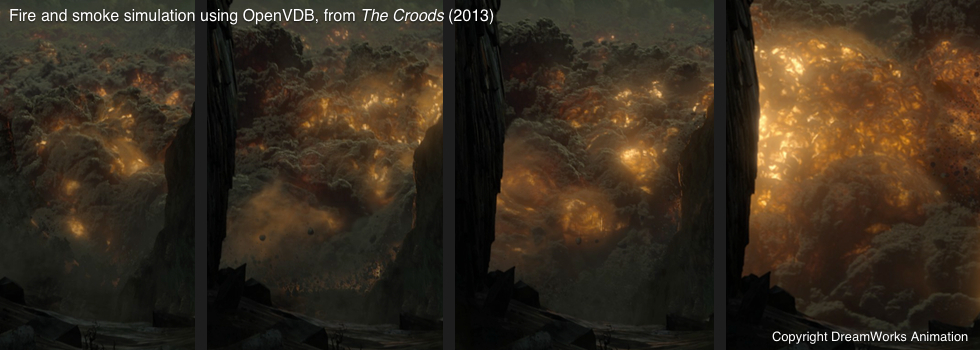 Fire and smoke simulation using OpenVDB, from The Croods (2013)
Copyright DreamWorks Animation